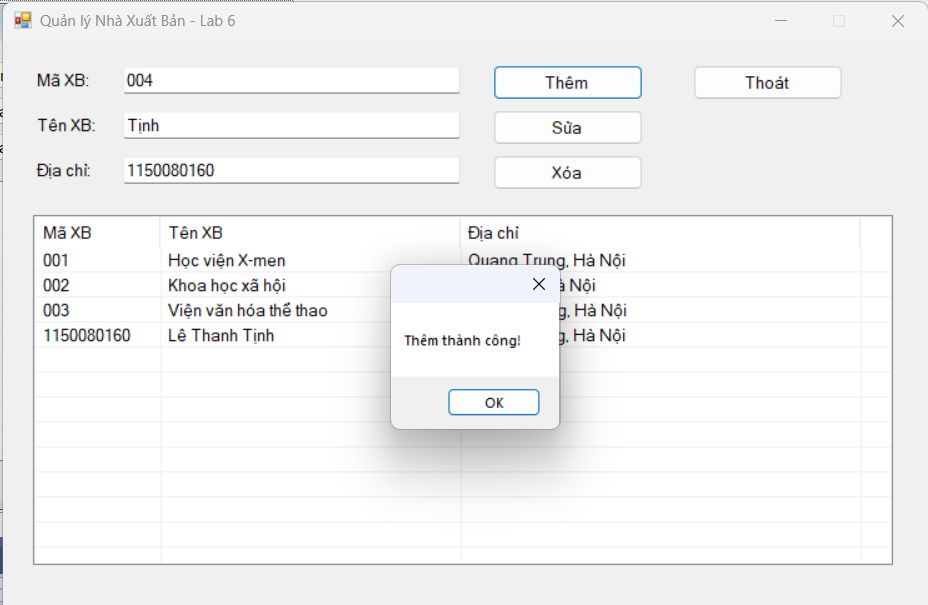 Quản lý Nhà Xuất Bản - Lab 6
Mã XB: 004 Thêm Thoát
Tên XB: Tịnh Sửa
Địa chỉ: 1150080160 Xóa
Mã XB Tên XB Địa chỉ
001 Học viện X-men Quang Trung, Hà Nội
002 Khoa học xã hội Nội
003 Viện văn hóa thể thao Hà Nội
1150080160 Lê Thanh Tịnh Hà Nội
Thêm thành công!
OK